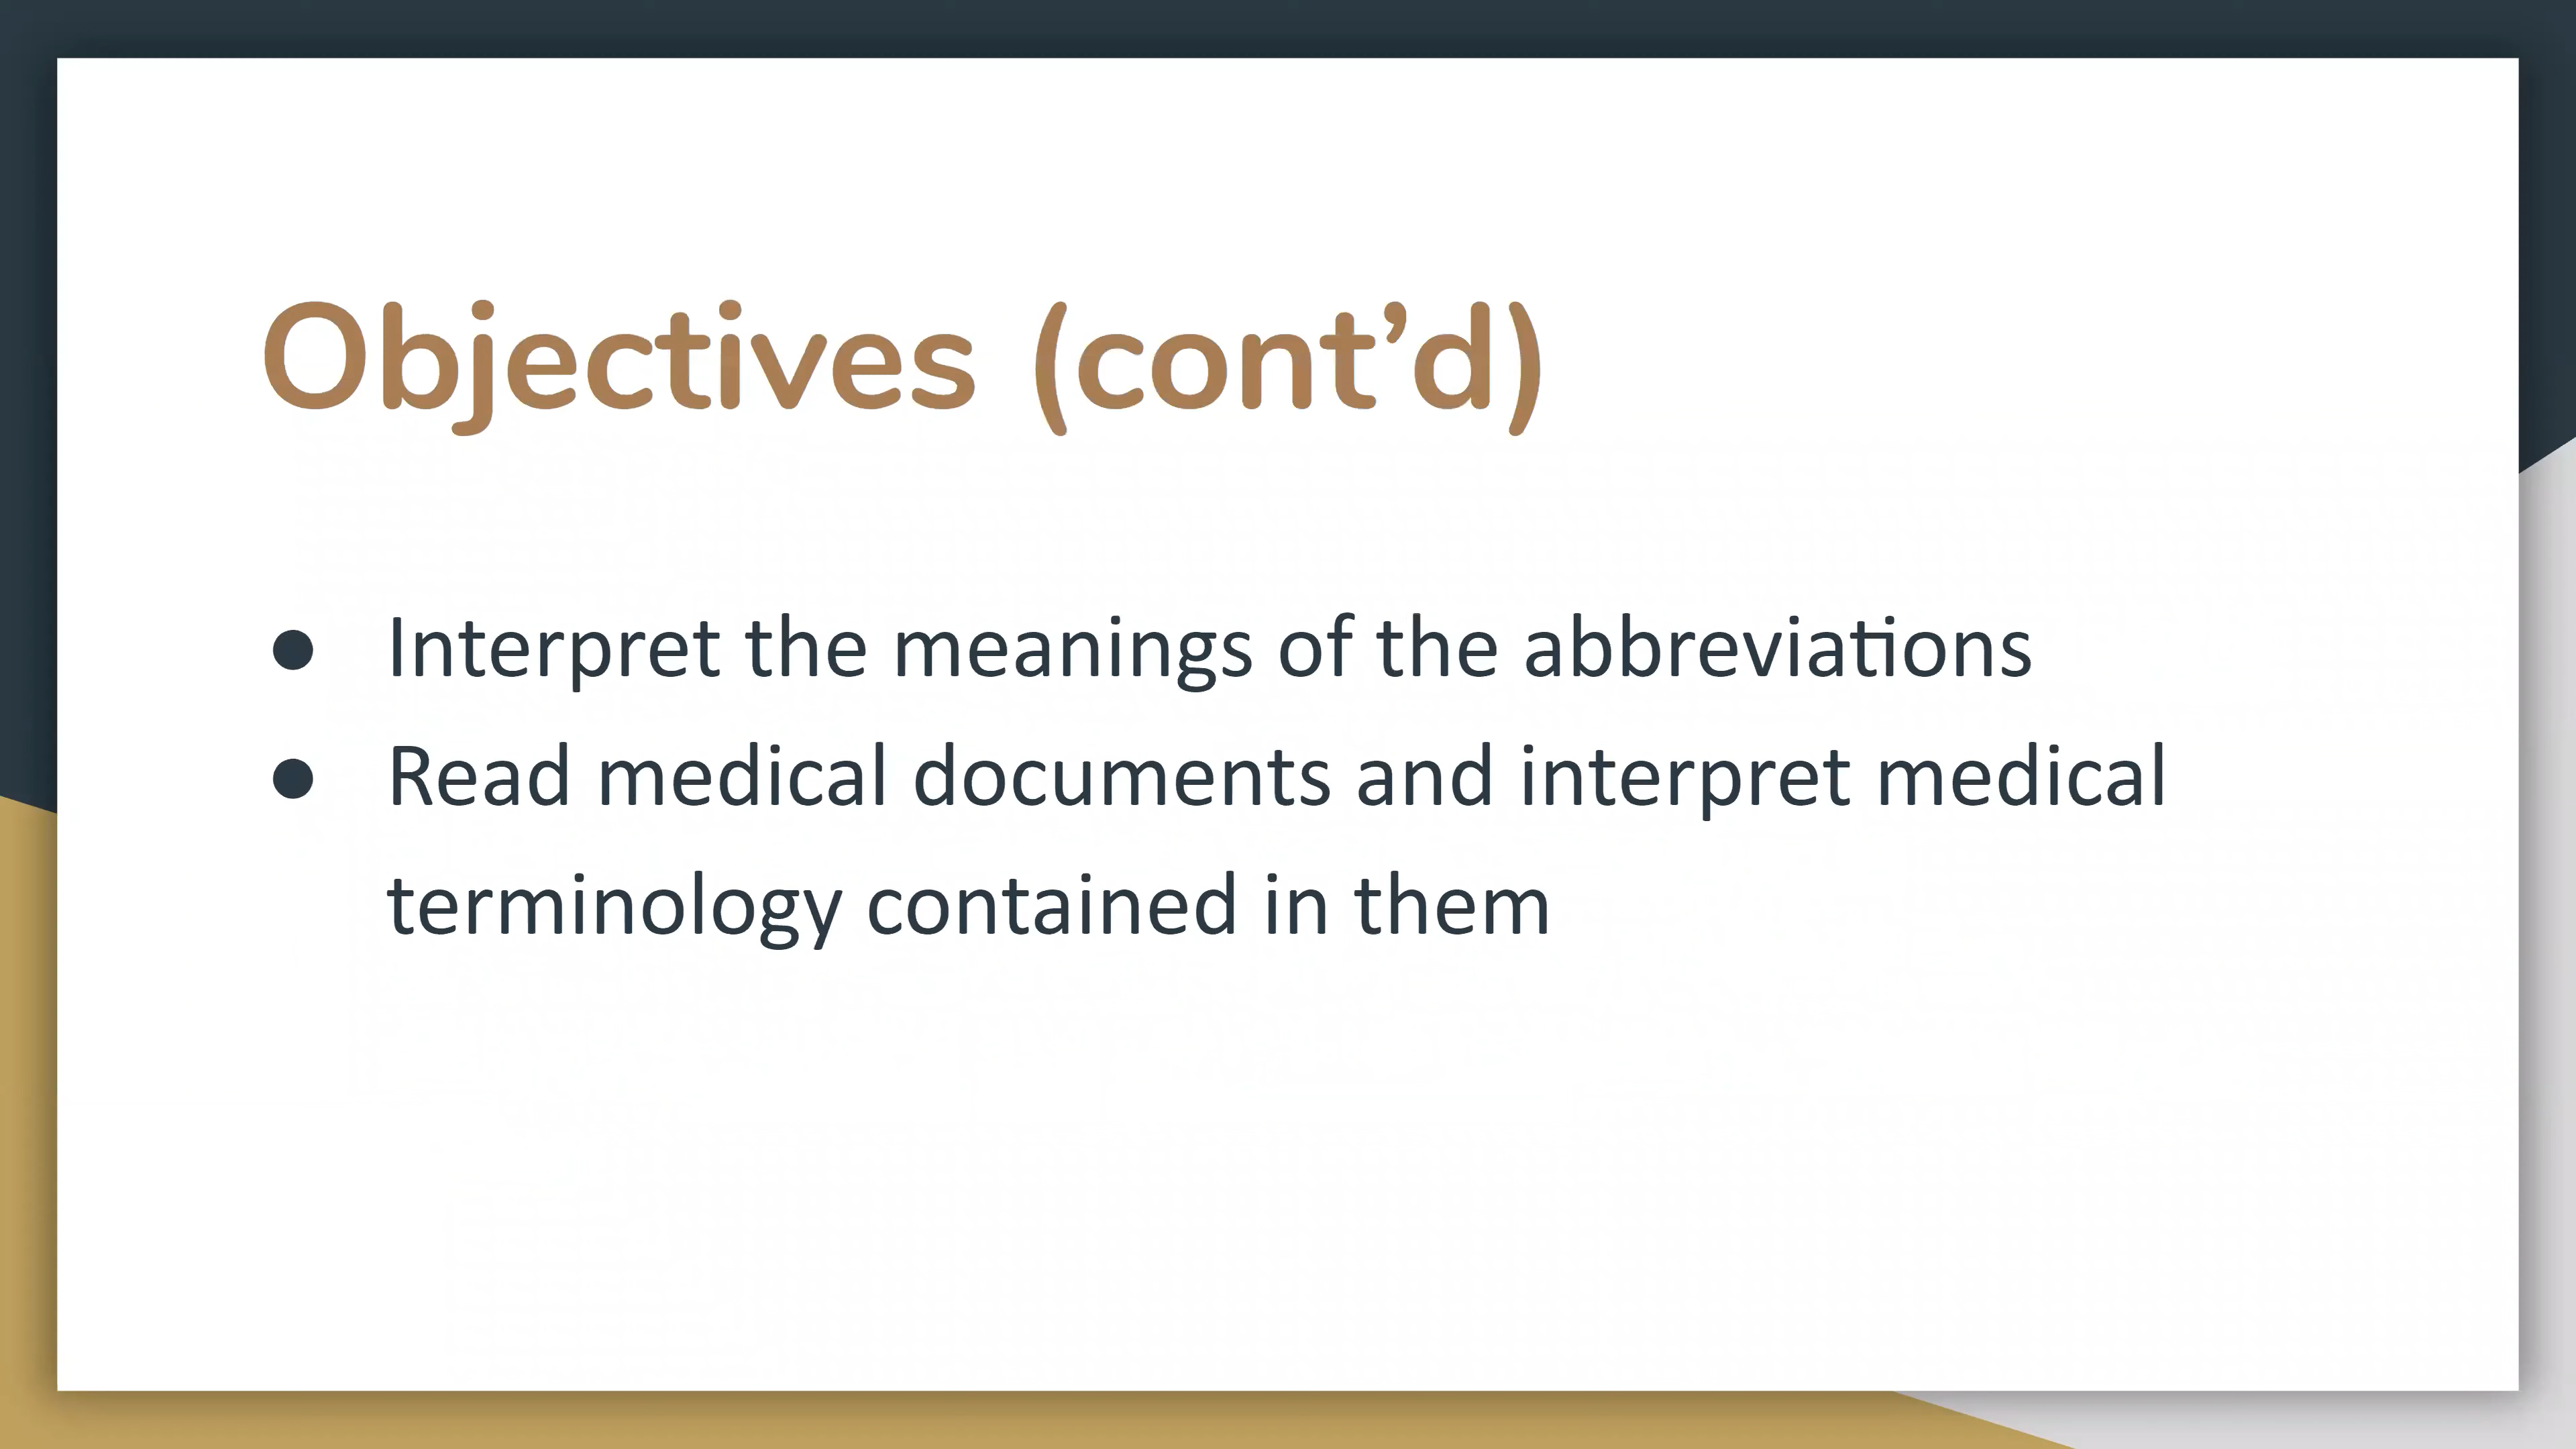 Objectives (cont’d)
● Interpret the meanings of the abbreviations
● Read medical documents and interpret medical
terminology contained in them